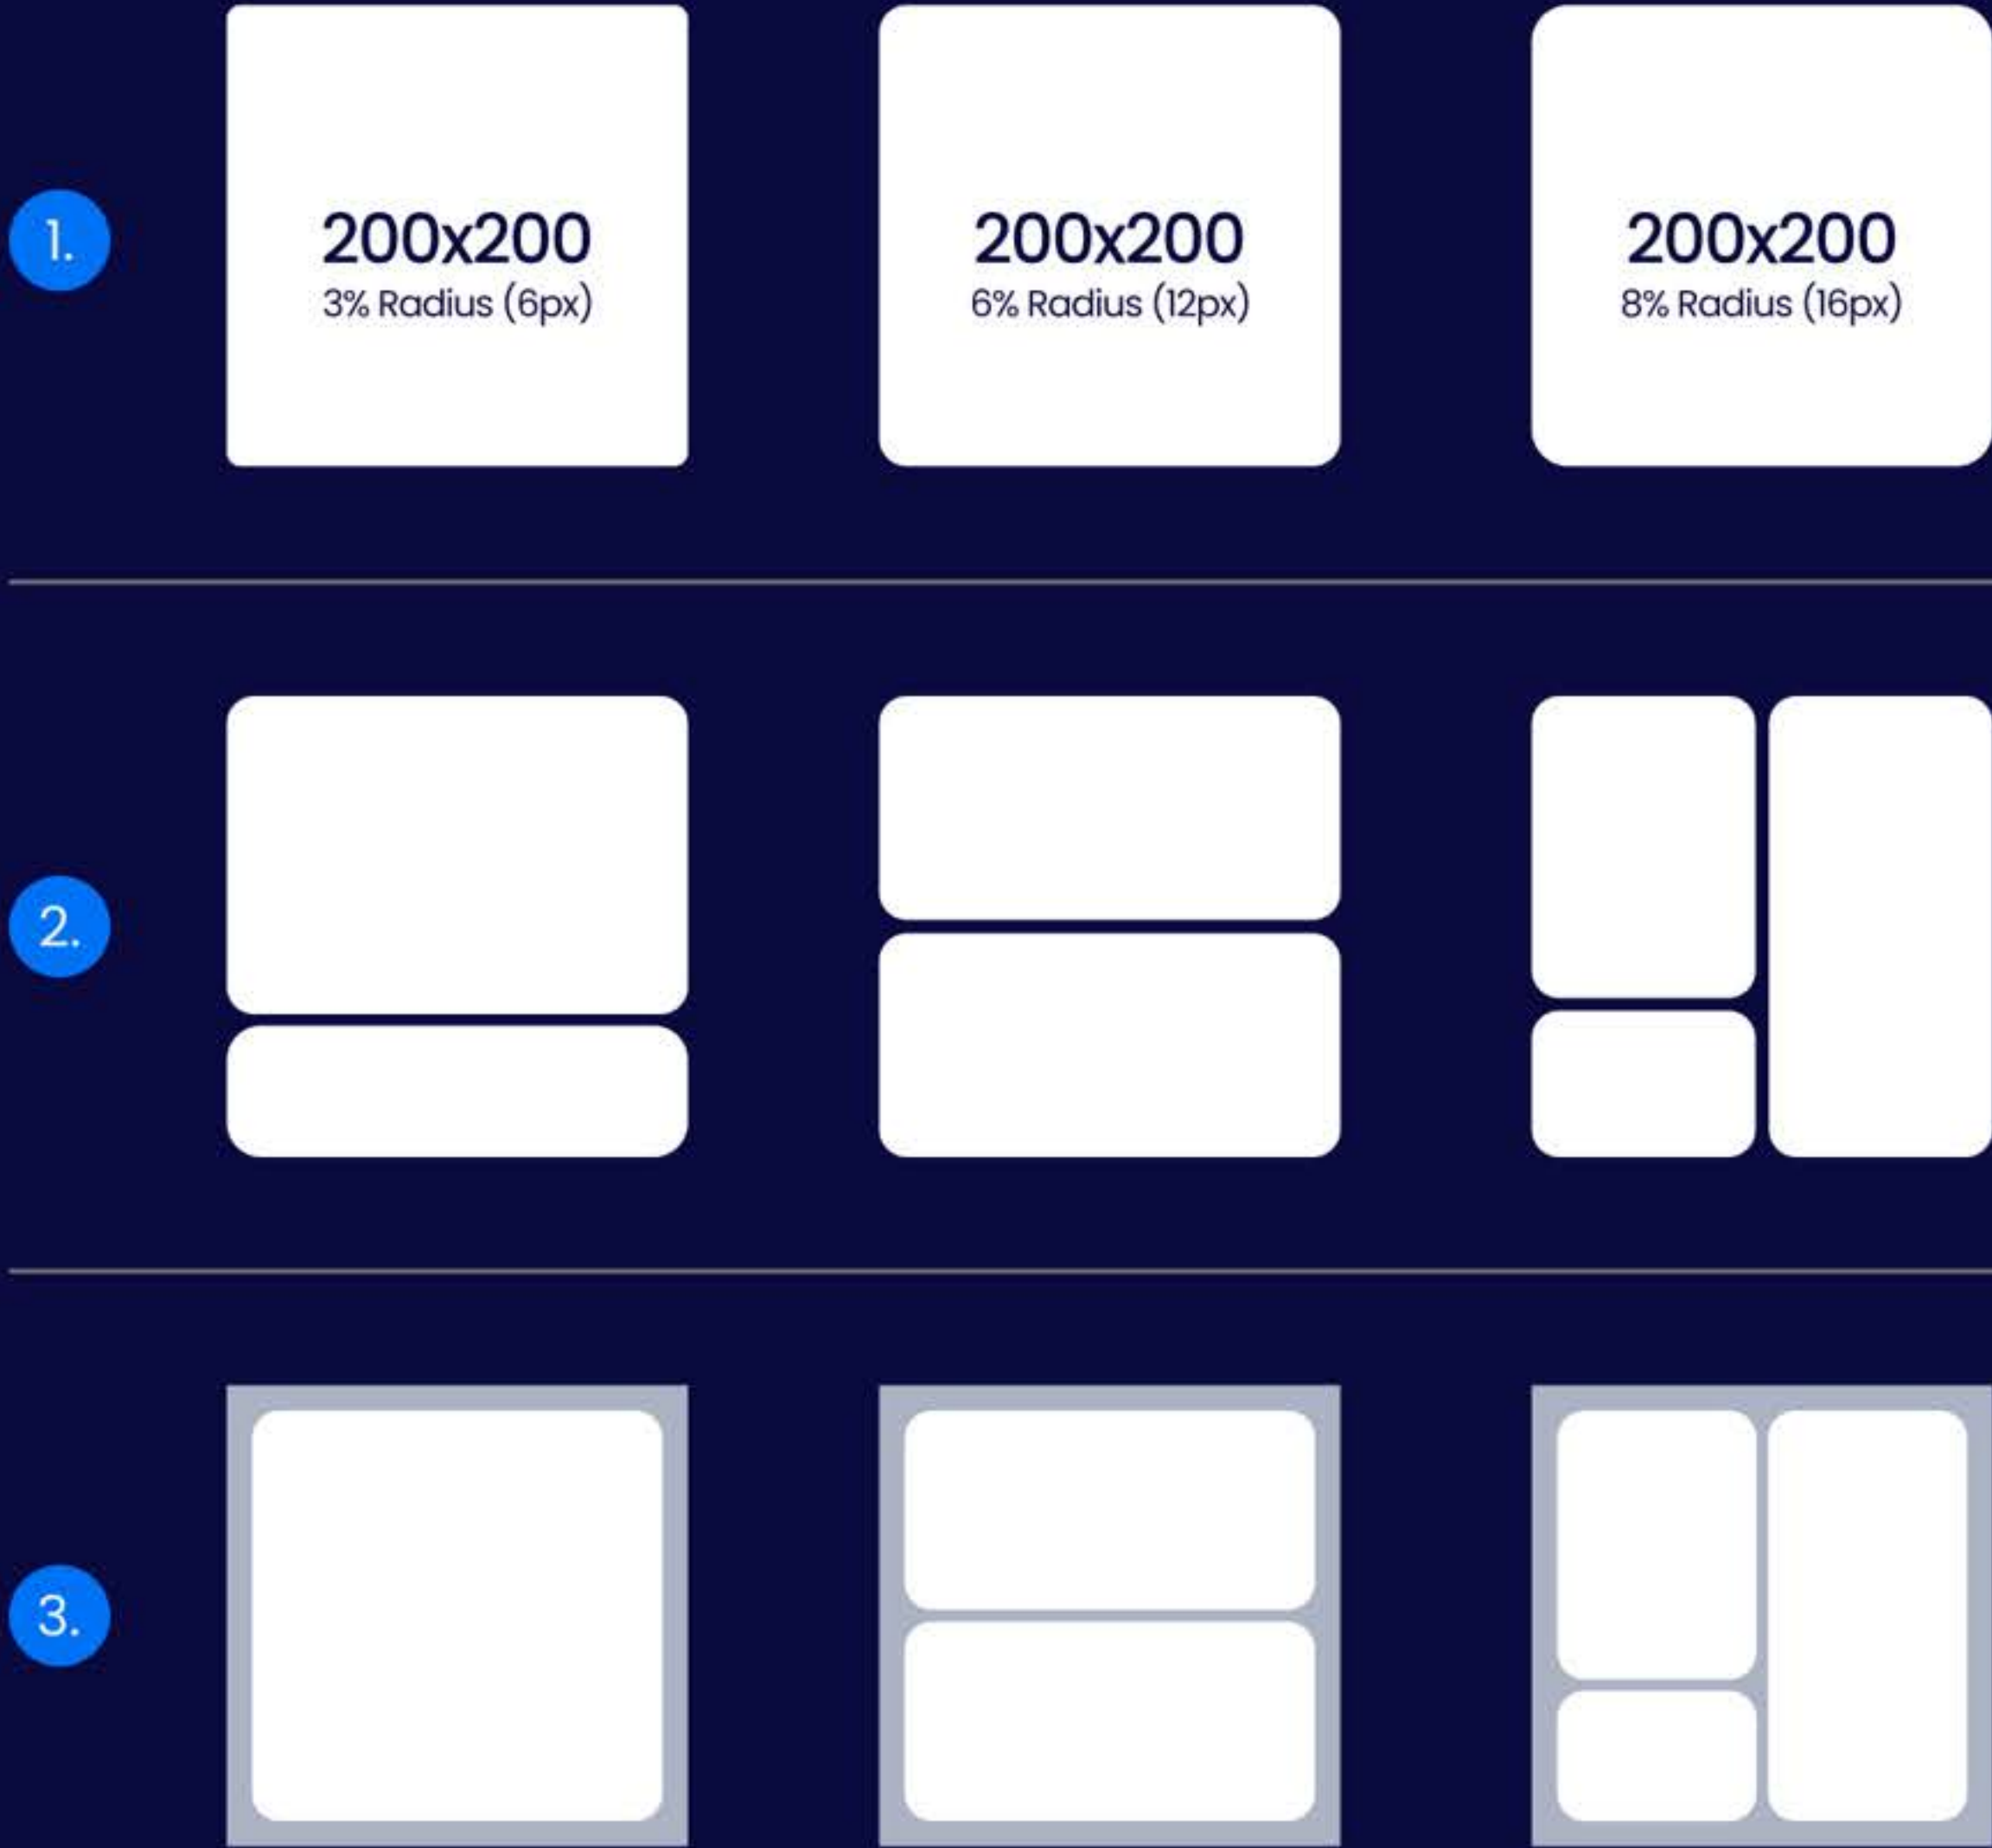 1.
200x200
3% Radius (6px)
200x200
6% Radius (12px)
200x200
8% Radius (16px)
2.
3.